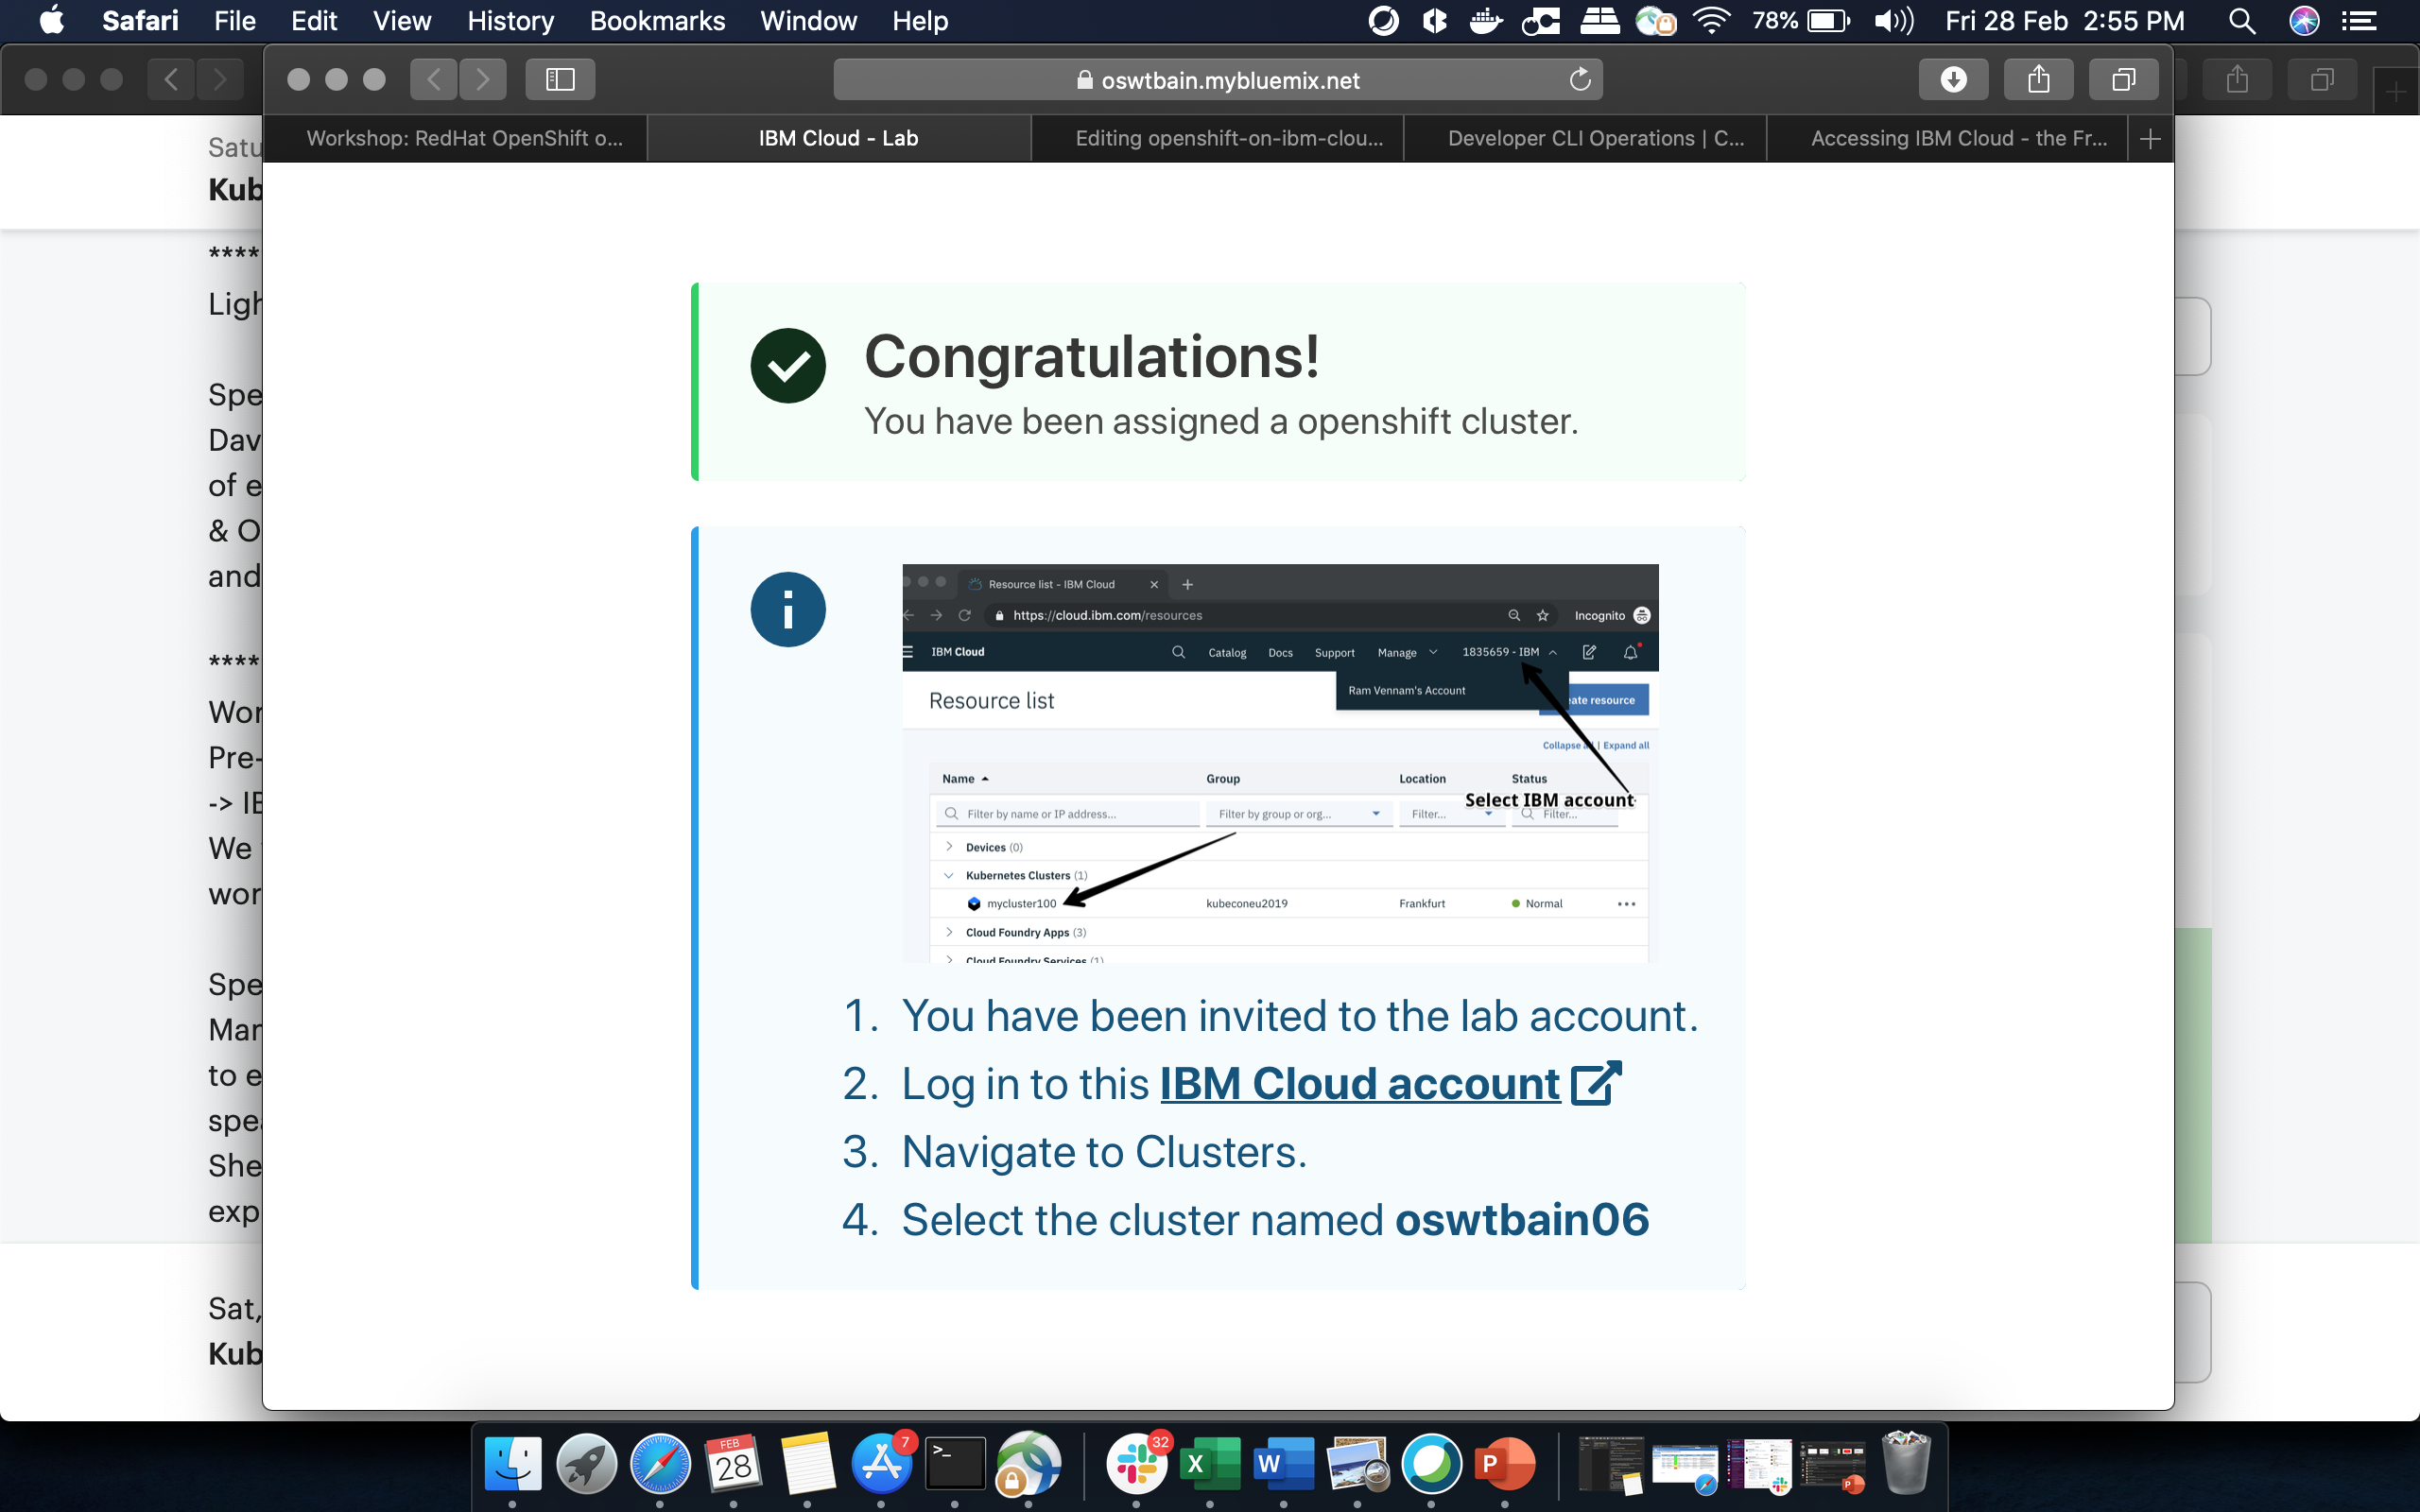 Safari File Edit View History Bookmarks Window Help 78% Fri 28 Feb 2:55 PM
oswtbain.mybluemix.net
Workshop: RedHat OpenShift o... IBM Cloud - Lab Editing openshift-on-ibm-clou... Developer CLI Operations | C... Accessing IBM Cloud - the Fr...
Satu
Kub
****
Ligh
Spe
Dav
of e
& O
and
****
Wor
Pre-
-> IE
We
wor
Spe
Mar
to e
spea
She
exp
Sat,
Kub
Congratulations!
You have been assigned a openshift cluster.
Resource list - IBM Cloud
https://cloud.ibm.com/resources Incognito
IBM Cloud Catalog Docs Support Manage 1835659 - IBM
Ram Vennam's Account
Resource list
eate resource
Collapse all | Expand all
Name Group Location Status
Select IBM account
Filter by name or IP address... Filter by group or org... Filter... Filter...
Devices (0)
Kubernetes Clusters (1)
mycluster100 kubeconeu2019 Frankfurt Normal
Cloud Foundry Apps (3)
Cloud Foundry Services (1)
1. You have been invited to the lab account.
2. Log in to this IBM Cloud account
3. Navigate to Clusters.
4. Select the cluster named oswtbain06
FEB
28
7
>_
32
X
W
P